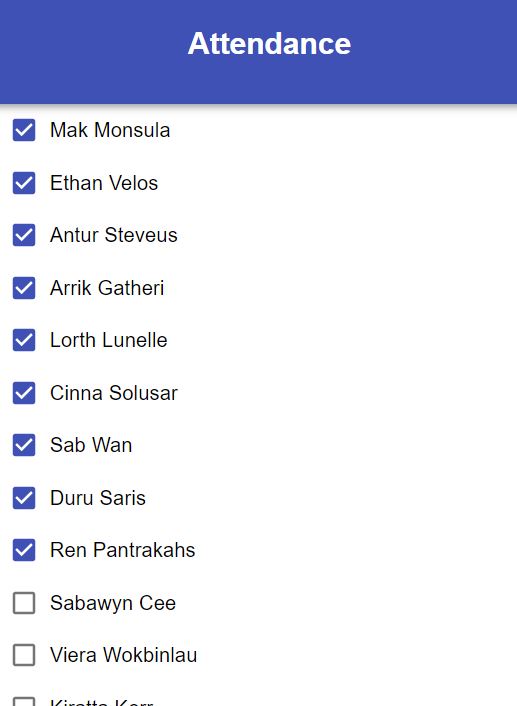 Attendance
Mak Monsula
Ethan Velos
Antur Steveus
Arrik Gatheri
Lorth Lunelle
Cinna Solusar
Sab Wan
Duru Saris
Ren Pantrakahs
Sabawyn Cee
Viera Wokbinlau